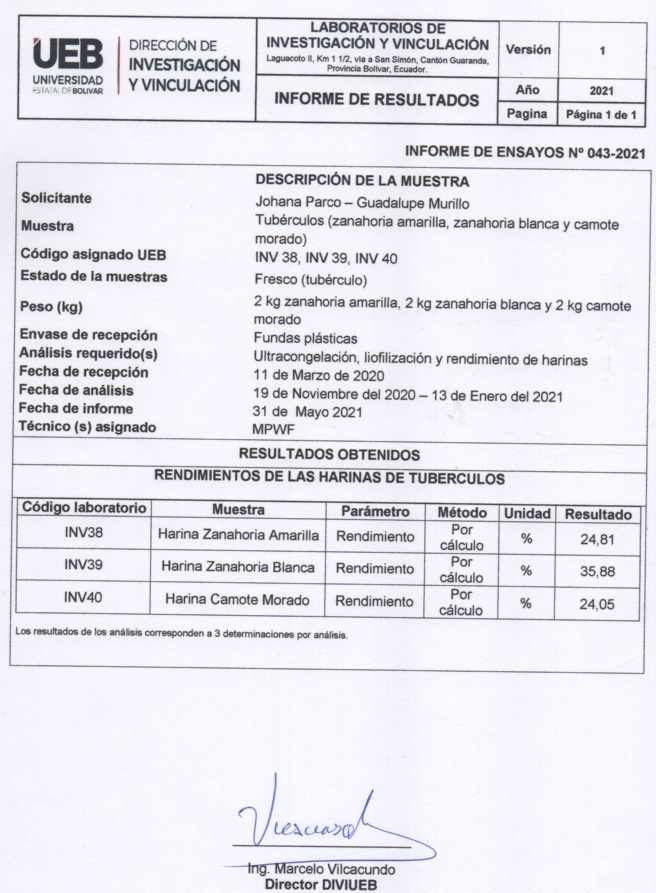 UEB
UNIVERSIDAD
ESTATAL DE BOLIVAR
DIRECCIÓN DE
INVESTIGACIÓN
Y VINCULACIÓN
LABORATORIOS DE
INVESTIGACIÓN Y VINCULACIÓN
Laguacoto II, Km 1 1/2, vía a San Simón, Cantón Guaranda,
Provincia Bolívar, Ecuador.
INFORME DE RESULTADOS
Versión 1
Año 2021
Pagina Página 1 de 1
INFORME DE ENSAYOS Nº 043-2021
DESCRIPCIÓN DE LA MUESTRA
Solicitante Johana Parco – Guadalupe Murillo
Muestra Tubérculos (zanahoria amarilla, zanahoria blanca y camote
morado)
Código asignado UEB INV 38, INV 39, INV 40
Estado de la muestras Fresco (tubérculo)
Peso (kg) 2 kg zanahoria amarilla, 2 kg zanahoria blanca y 2 kg camote
morado
Envase de recepción Fundas plásticas
Análisis requerido(s) Ultracongelación, liofilización y rendimiento de harinas
Fecha de recepción 11 de Marzo de 2020
Fecha de análisis 19 de Noviembre del 2020 – 13 de Enero del 2021
Fecha de informe 31 de Mayo 2021
Técnico (s) asignado MPWF
RESULTADOS OBTENIDOS
RENDIMIENTOS DE LAS HARINAS DE TUBERCULOS
Código laboratorio Muestra Parámetro Método Unidad Resultado
INV38 Harina Zanahoria Amarilla Rendimiento Por cálculo % 24,81
INV39 Harina Zanahoria Blanca Rendimiento Por cálculo % 35,88
INV40 Harina Camote Morado Rendimiento Por cálculo % 24,05
Los resultados de los análisis corresponden a 3 determinaciones por análisis.
Ing. Marcelo Vilcacundo
Director DIVIUEB